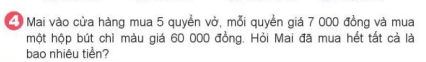 4 Mai vào cửa hàng mua 5 quyển vở, mỗi quyển giá 7 000 đồng và mua
một hộp bút chì màu giá 60 000 đồng. Hỏi Mai đã mua hết tất cả là
bao nhiêu tiền?